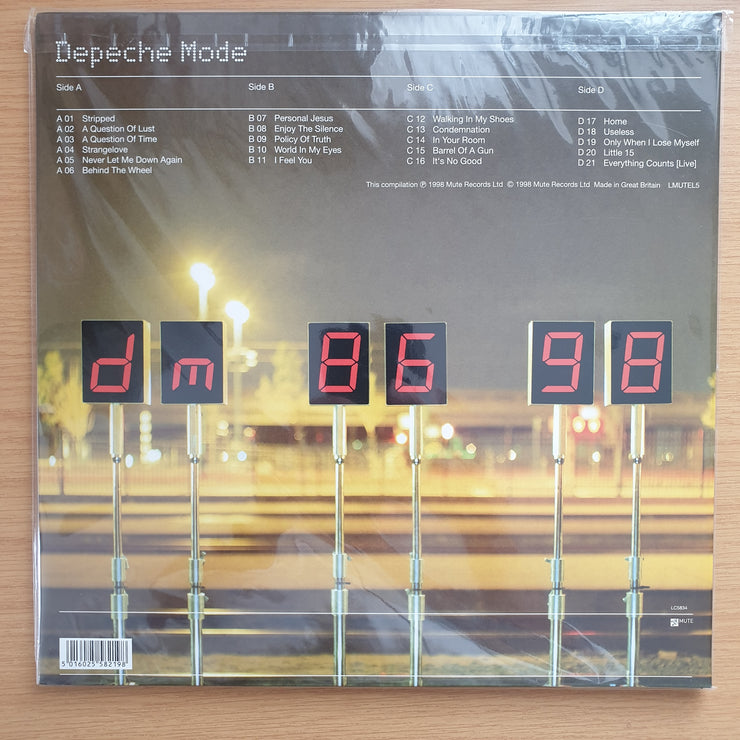 Depeche Mode
Side A
A 01 Stripped
A 02 A Question Of Lust
A 03 A Question Of Time
A 04 Strangelove
A 05 Never Let Me Down Again
A 06 Behind The Wheel
Side B
B 07 Personal Jesus
B 08 Enjoy The Silence
B 09 Policy Of Truth
B 10 World In My Eyes
B 11 I Feel You
Side C
C 12 Walking In My Shoes
C 13 Condemnation
C 14 In Your Room
C 15 Barrel Of A Gun
C 16 It's No Good
Side D
D 17 Home
D 18 Useless
D 19 Only When I Lose Myself
D 20 Little 15
D 21 Everything Counts [Live]
This compilation ℗ 1998 Mute Records Ltd © 1998 Mute Records Ltd Made in Great Britain LMUTEL5
dm 86 98
LC5834
MUTE
5 016025 582198